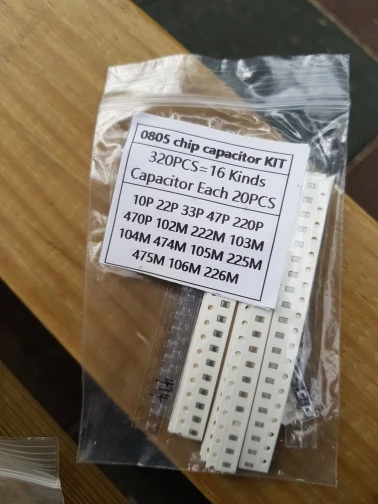 0805 chip capacitor KIT
320PCS=16 Kinds
Capacitor Each 20PCS
10P 22P 33P 47P 220P
470P 102M 222M 103M
104M 474M 105M 225M
475M 106M 226M